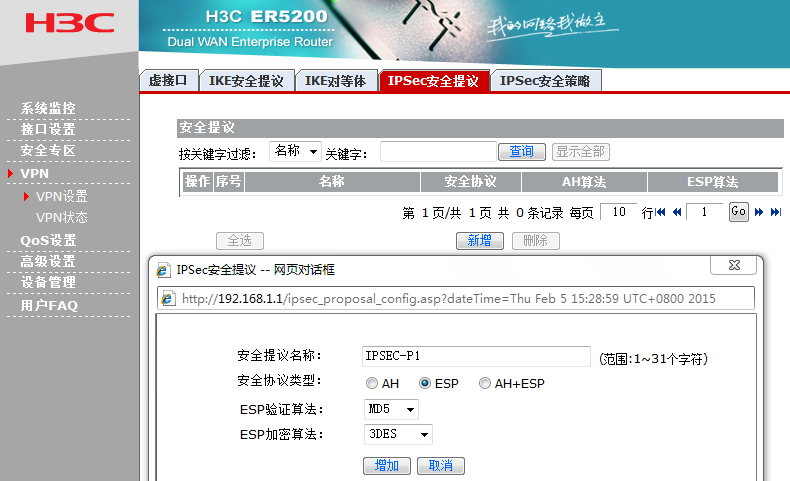 H3C
H3C ER5200
Dual WAN Enterprise Router
我的网络我做主
虚接口 IKE安全提议 IKE对等体 IPSec安全提议 IPSec安全策略
系统监控
接口设置
安全专区
VPN
VPN设置
VPN状态
QoS设置
高级设置
设备管理
用户FAQ
安全提议
按关键字过滤: 名称 关键字: 查询 显示全部
操作 序号 名称 安全协议 AH算法 ESP算法
第 1 页/共 1 页 共 0 条记录 每页 10 行 1 Go
全选 新增 删除
IPSec安全提议 -- 网页对话框
http://192.168.1.1/ipsec_proposal_config.asp?dateTime=Thu Feb 5 15:28:59 UTC+0800 2015
安全提议名称: IPSEC-P1 (范围:1~31个字符)
安全协议类型: AH ESP AH+ESP
ESP验证算法: MD5
ESP加密算法: 3DES
增加 取消